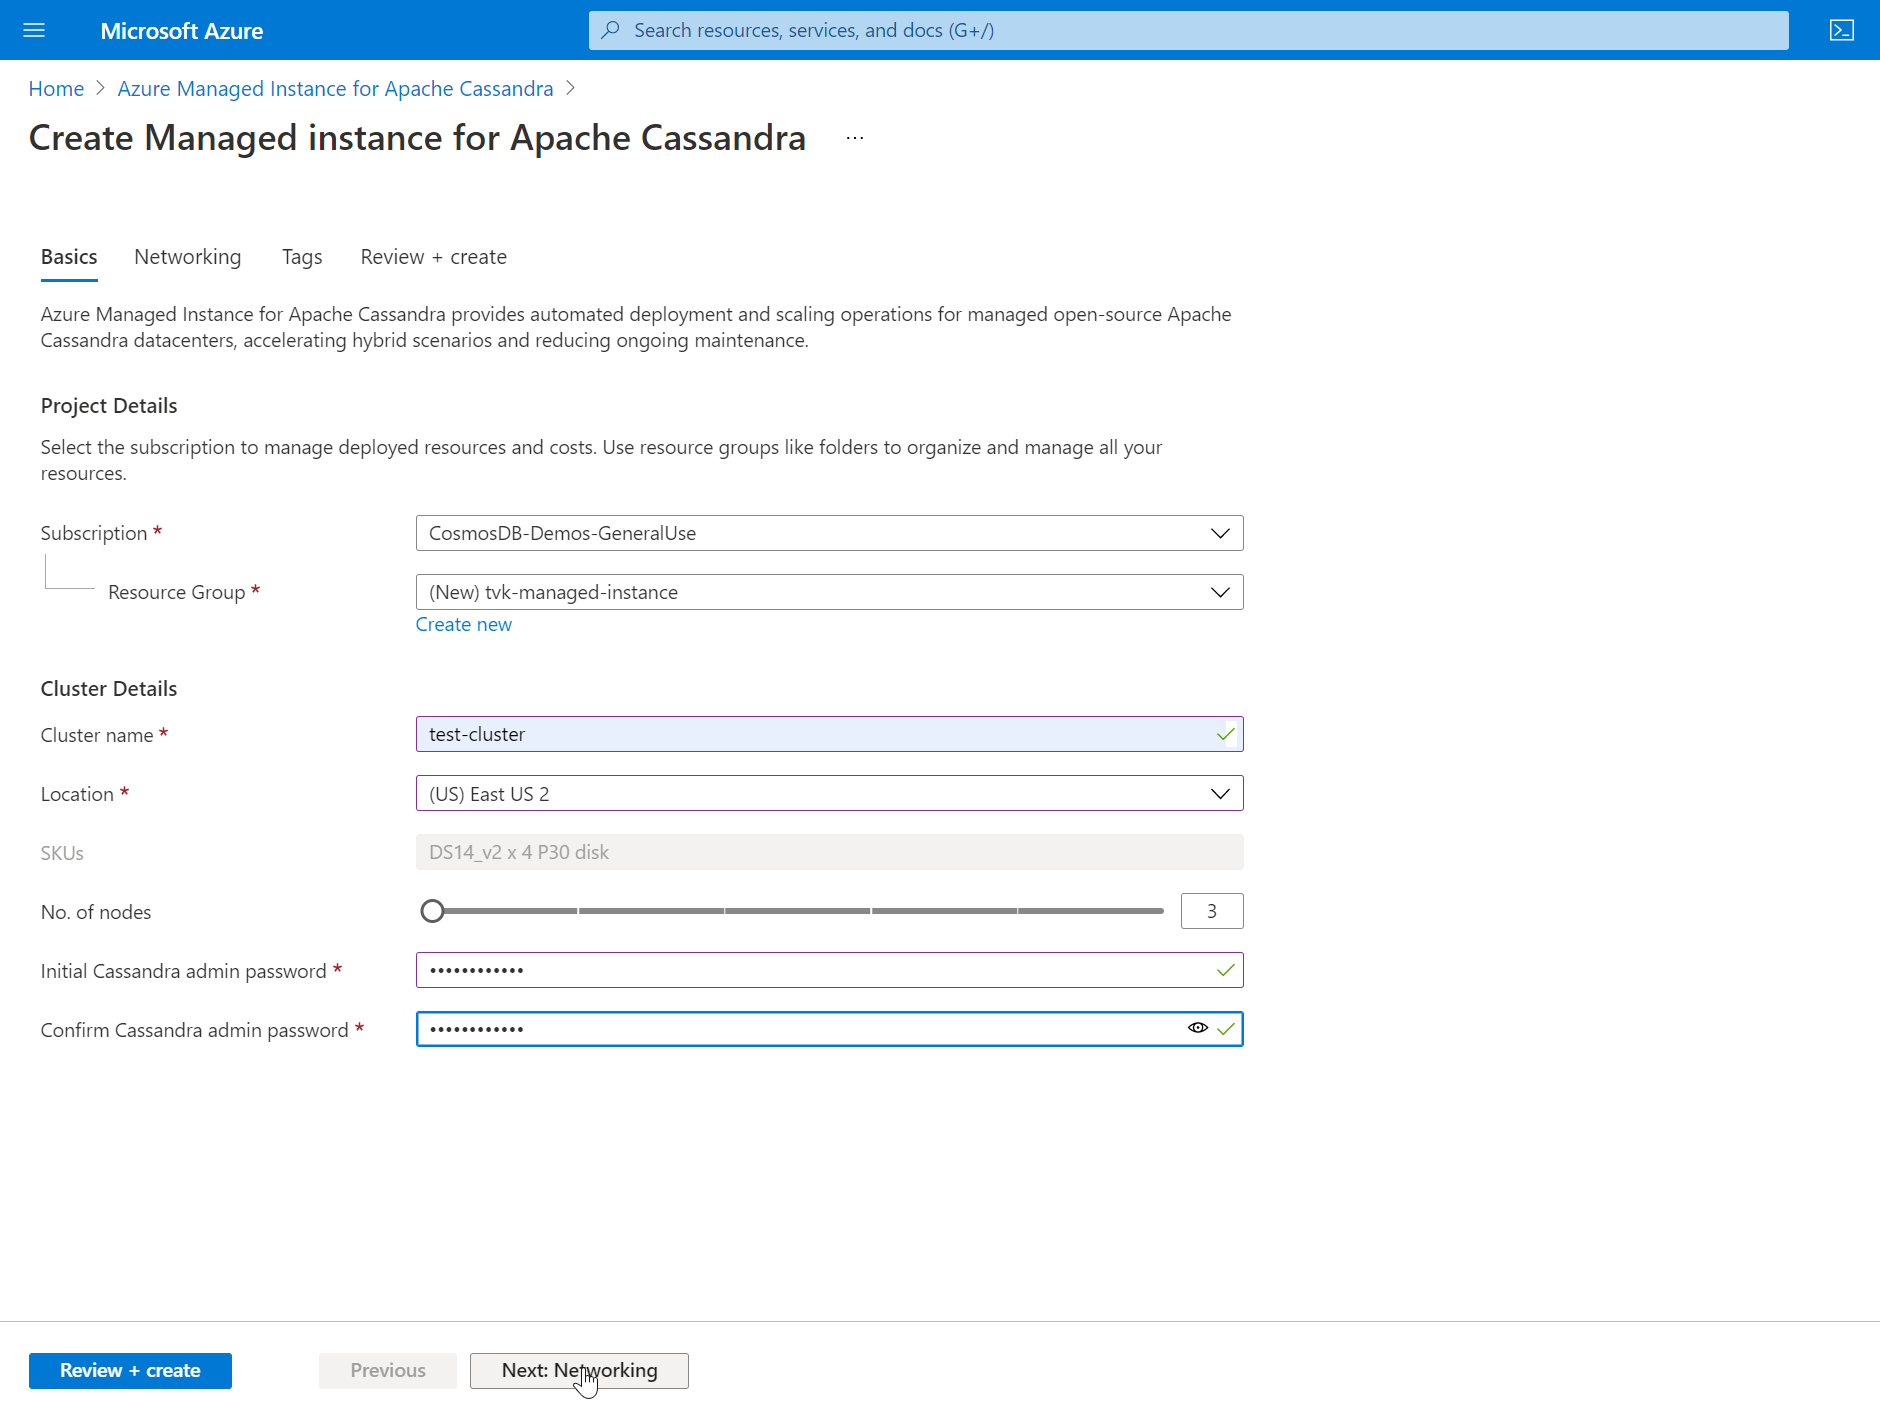 Microsoft Azure
Search resources, services, and docs (G+/)
Home > Azure Managed Instance for Apache Cassandra >
Create Managed instance for Apache Cassandra ...
Basics Networking Tags Review + create
Azure Managed Instance for Apache Cassandra provides automated deployment and scaling operations for managed open-source Apache
Cassandra datacenters, accelerating hybrid scenarios and reducing ongoing maintenance.
Project Details
Select the subscription to manage deployed resources and costs. Use resource groups like folders to organize and manage all your
resources.
Subscription * CosmosDB-Demos-GeneralUse
Resource Group * (New) tvk-managed-instance
Create new
Cluster Details
Cluster name * test-cluster
Location * (US) East US 2
SKUs DS14_v2 x 4 P30 disk
No. of nodes 3
Initial Cassandra admin password * ••••••••••••
Confirm Cassandra admin password * ••••••••••••
Review + create Previous Next: Networking